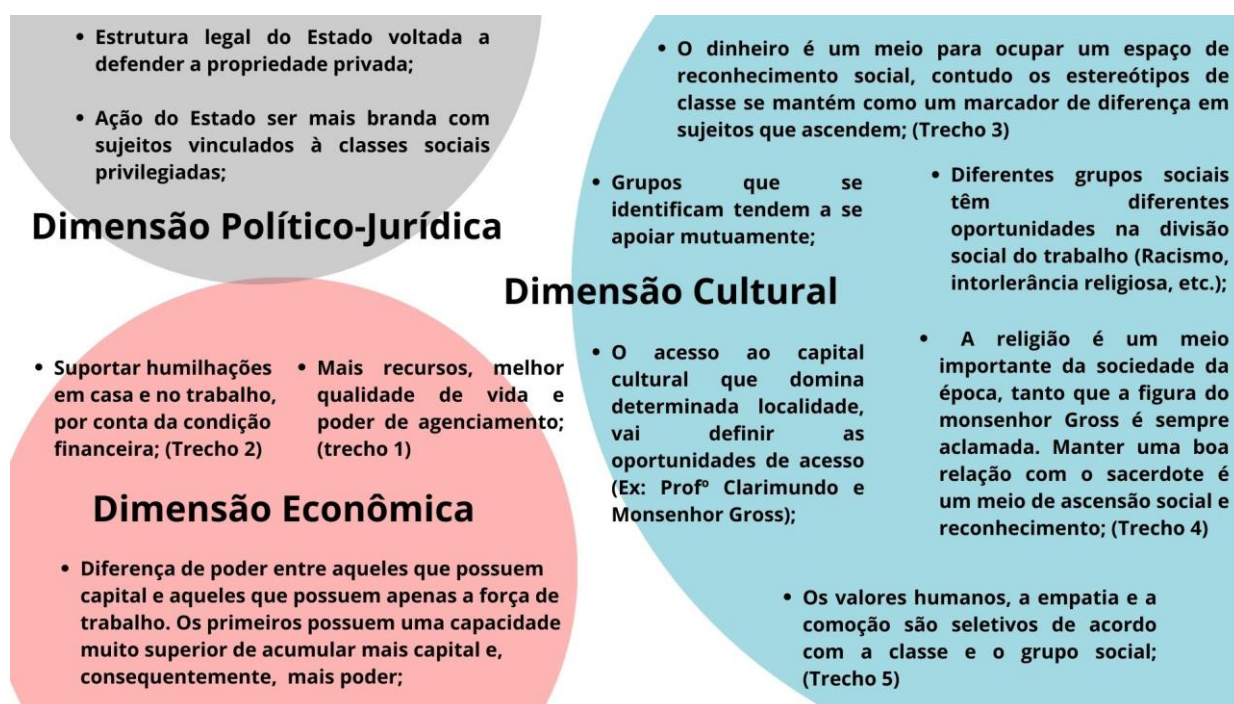 • Estrutura legal do Estado voltada a
defender a propriedade privada;
• Ação do Estado ser mais branda com
sujeitos vinculados à classes sociais
privilegiadas;
Dimensão Político-Jurídica
• Suportar humilhações
em casa e no trabalho,
por conta da condição
financeira; (Trecho 2)
• Mais recursos, melhor
qualidade de vida e
poder de agenciamento;
(trecho 1)
Dimensão Econômica
• Diferença de poder entre aqueles que possuem
capital e aqueles que possuem apenas a força de
trabalho. Os primeiros possuem uma capacidade
muito superior de acumular mais capital e,
consequentemente, mais poder;
• O dinheiro é um meio para ocupar um espaço de
reconhecimento social, contudo os estereótipos de
classe se mantém como um marcador de diferença em
sujeitos que ascendem; (Trecho 3)
• Grupos que se
identificam tendem a se
apoiar mutuamente;
• Diferentes grupos sociais
têm diferentes
oportunidades na divisão
social do trabalho (Racismo,
intorlerância religiosa, etc.);
Dimensão Cultural
• O acesso ao capital
cultural que domina
determinada localidade,
vai definir as
oportunidades de acesso
(Ex: Profº Clarimundo e
Monsenhor Gross);
• A religião é um meio
importante da sociedade da
época, tanto que a figura do
monsenhor Gross é sempre
aclamada. Manter uma boa
relação com o sacerdote é
um meio de ascensão social e
reconhecimento; (Trecho 4)
• Os valores humanos, a empatia e a
comoção são seletivos de acordo
com a classe e o grupo social;
(Trecho 5)